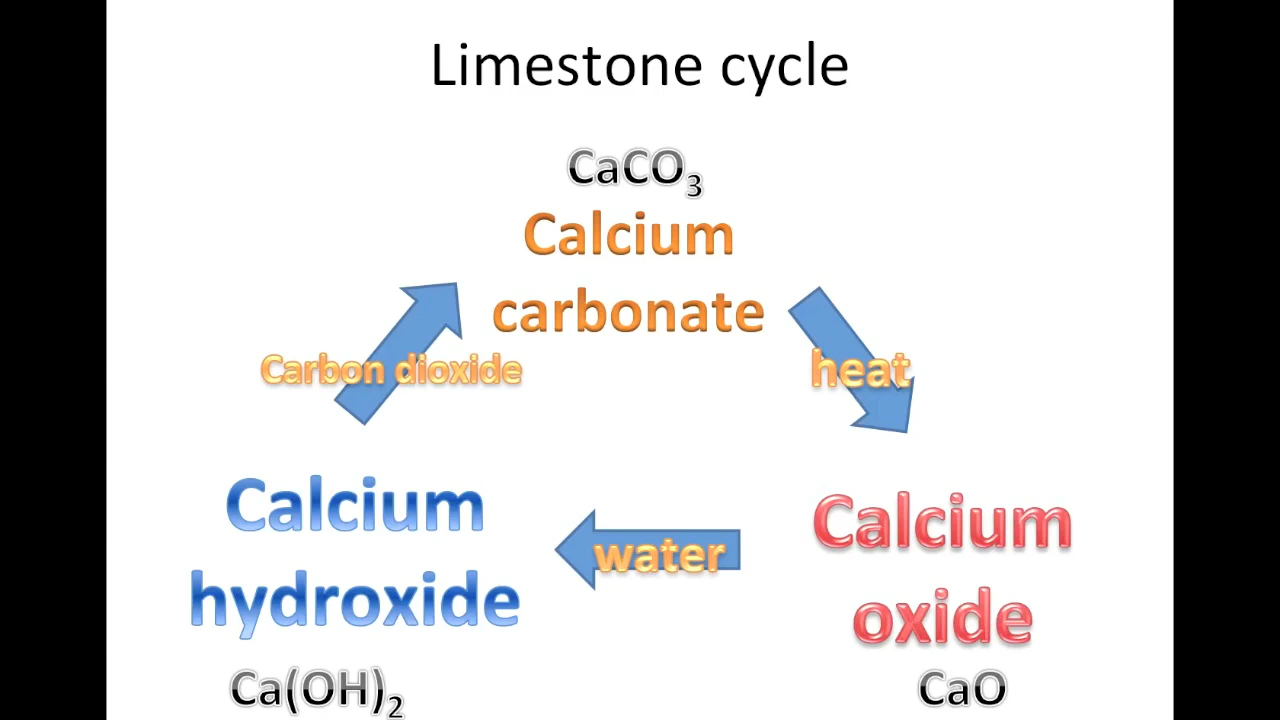 Limestone cycle
CaCO₃
Calcium
carbonate
Carbon dioxide
heat
Calcium
hydroxide
Ca(OH)₂
water
Calcium
oxide
CaO